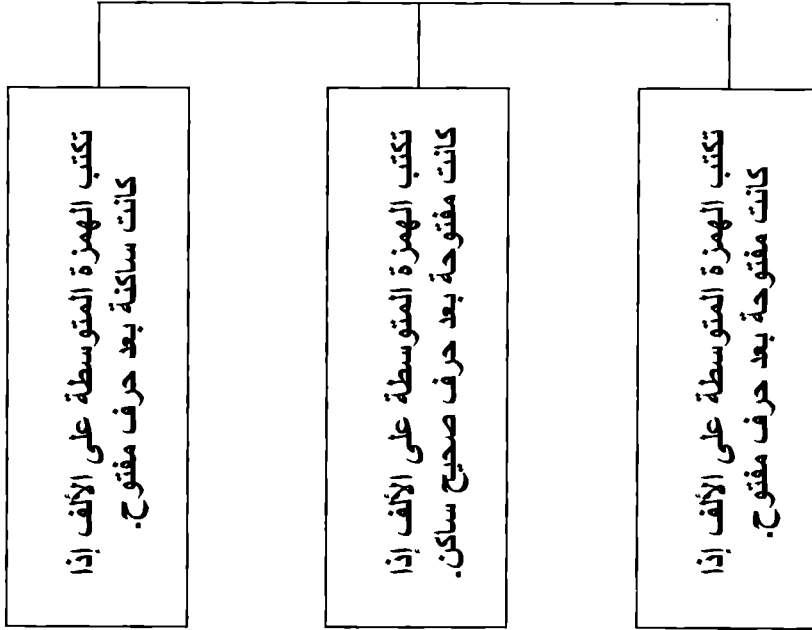 تكتب الهمزة المتوسطة على الألف إذا
كانت مفتوحة بعد حرف مفتوح.
تكتب الهمزة المتوسطة على الألف إذا
كانت مفتوحة بعد حرف صحيح ساكن.
تكتب الهمزة المتوسطة على الألف إذا
كانت ساكنة بعد حرف مفتوح.